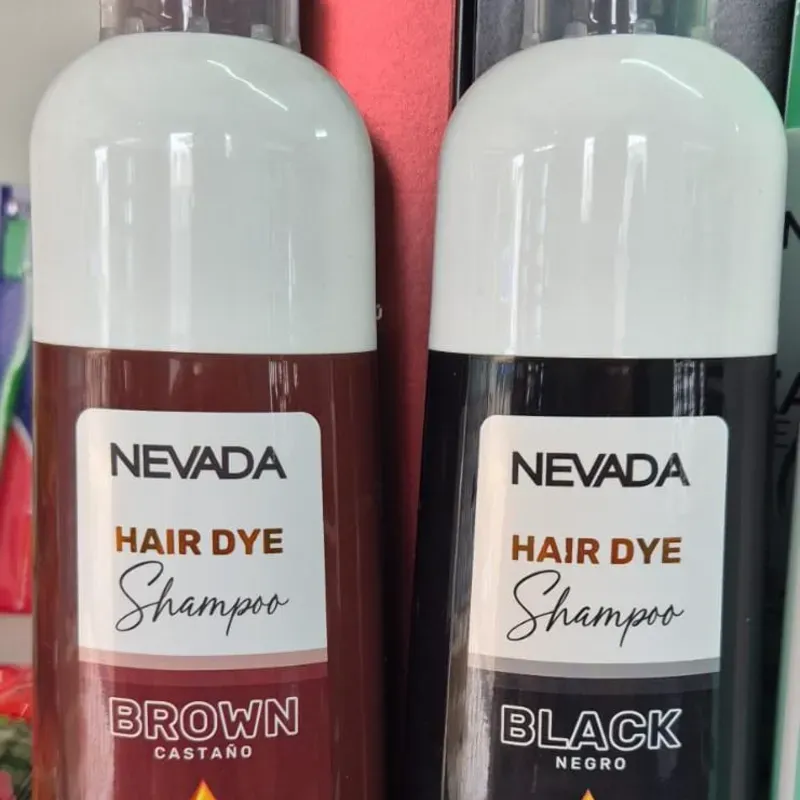 NEVADA
HAIR DYE
Shampoo
BROWN
CASTAÑO
NEVADA
HAIR DYE
Shampoo
BLACK
NEGRO